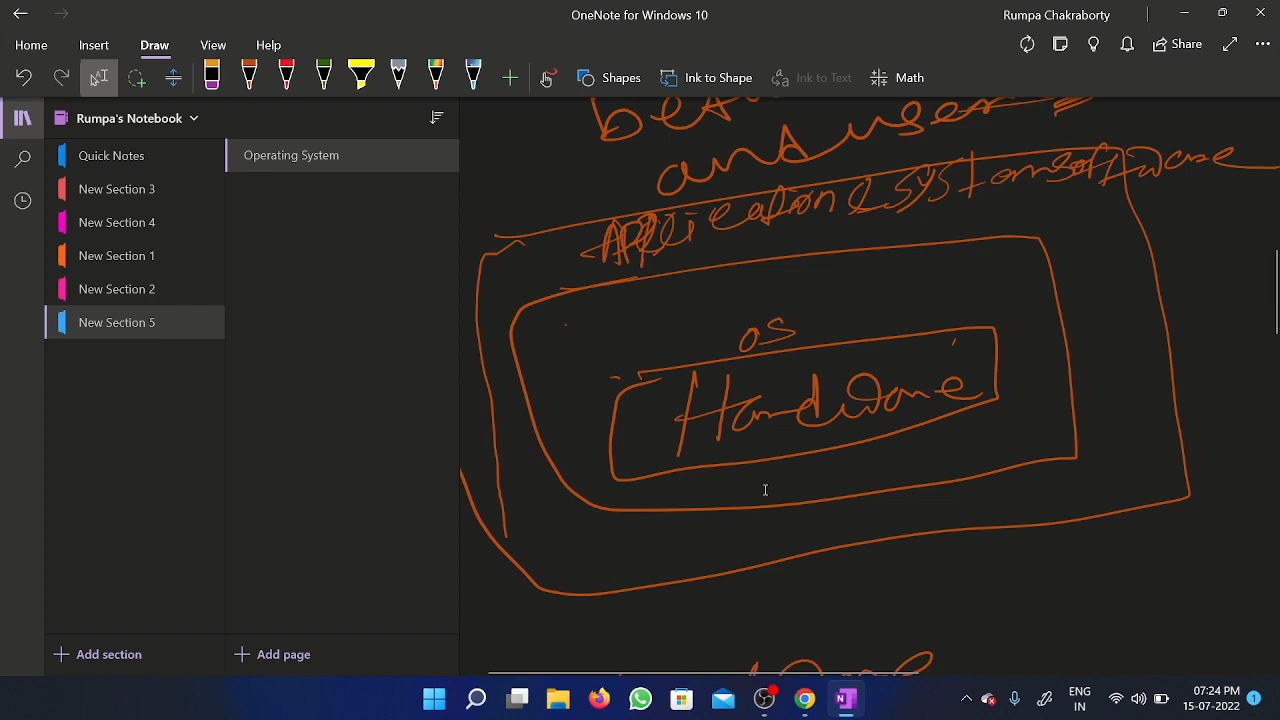 OneNote for Windows 10
Rumpa Chakraborty
Home Insert Draw View Help
Share
Shapes Ink to Shape Ink to Text Math
Rumpa's Notebook
Quick Notes
New Section 3
New Section 4
New Section 1
New Section 2
New Section 5
Operating System
and user
Application & System software
OS
Hardware
Add section
Add page
ENG
IN
07:24 PM
15-07-2022
1